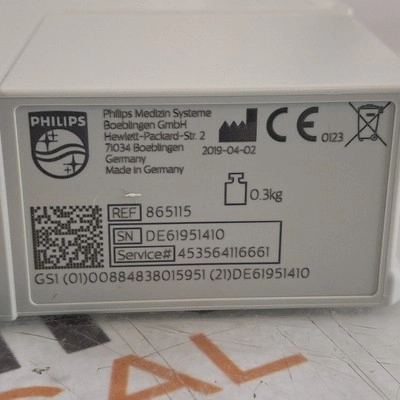 PHILIPS
Philips Medizin Systeme
Boeblingen GmbH
Hewlett-Packard-Str. 2
71034 Boeblingen
Germany
Made in Germany
2019-04-02
CE 0123
0.3kg
REF 865115
SN DE61951410
Service# 453564116661
GS1 (01)00884838015951 (21)DE61951410
CAL